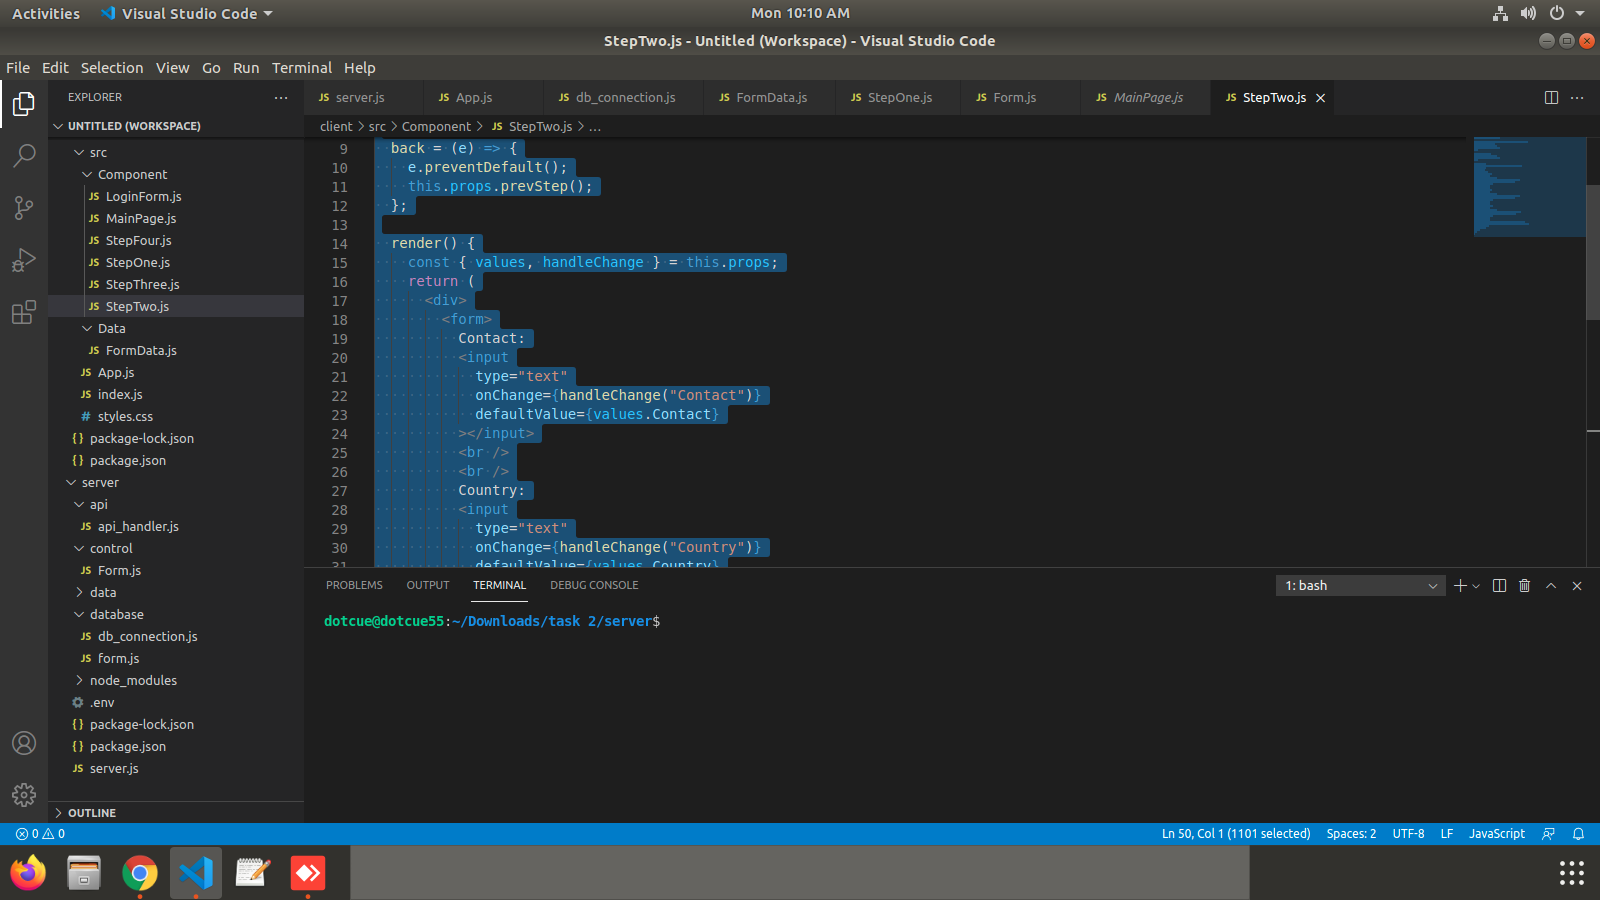 Activities Visual Studio Code Mon 10:10 AM
StepTwo.js - Untitled (Workspace) - Visual Studio Code
File Edit Selection View Go Run Terminal Help
EXPLORER
UNTITLED (WORKSPACE)
src
Component
JS LoginForm.js
JS MainPage.js
JS StepFour.js
JS StepOne.js
JS StepThree.js
JS StepTwo.js
Data
JS FormData.js
JS App.js
JS index.js
# styles.css
{} package-lock.json
{} package.json
server
api
JS api_handler.js
control
JS Form.js
data
database
JS db_connection.js
JS form.js
node_modules
.env
{} package-lock.json
{} package.json
JS server.js
OUTLINE
JS server.js JS App.js JS db_connection.js JS FormData.js JS StepOne.js JS Form.js JS MainPage.js JS StepTwo.js
client > src > Component > JS StepTwo.js > ...
9 back = (e) => {
10 e.preventDefault();
11 this.props.prevStep();
12 };
13
14 render() {
15 const { values, handleChange } = this.props;
16 return (
17 <div>
18 <form>
19 Contact:
20 <input
21 type="text"
22 onChange={handleChange("Contact")}
23 defaultValue={values.Contact}
24 ></input>
25 <br />
26 <br />
27 Country:
28 <input
29 type="text"
30 onChange={handleChange("Country")}
31 defaultValue={values.Country}
PROBLEMS OUTPUT TERMINAL DEBUG CONSOLE 1: bash
dotcue@dotcue55:~/Downloads/task 2/server$
0 0 Ln 50, Col 1 (1101 selected) Spaces: 2 UTF-8 LF JavaScript